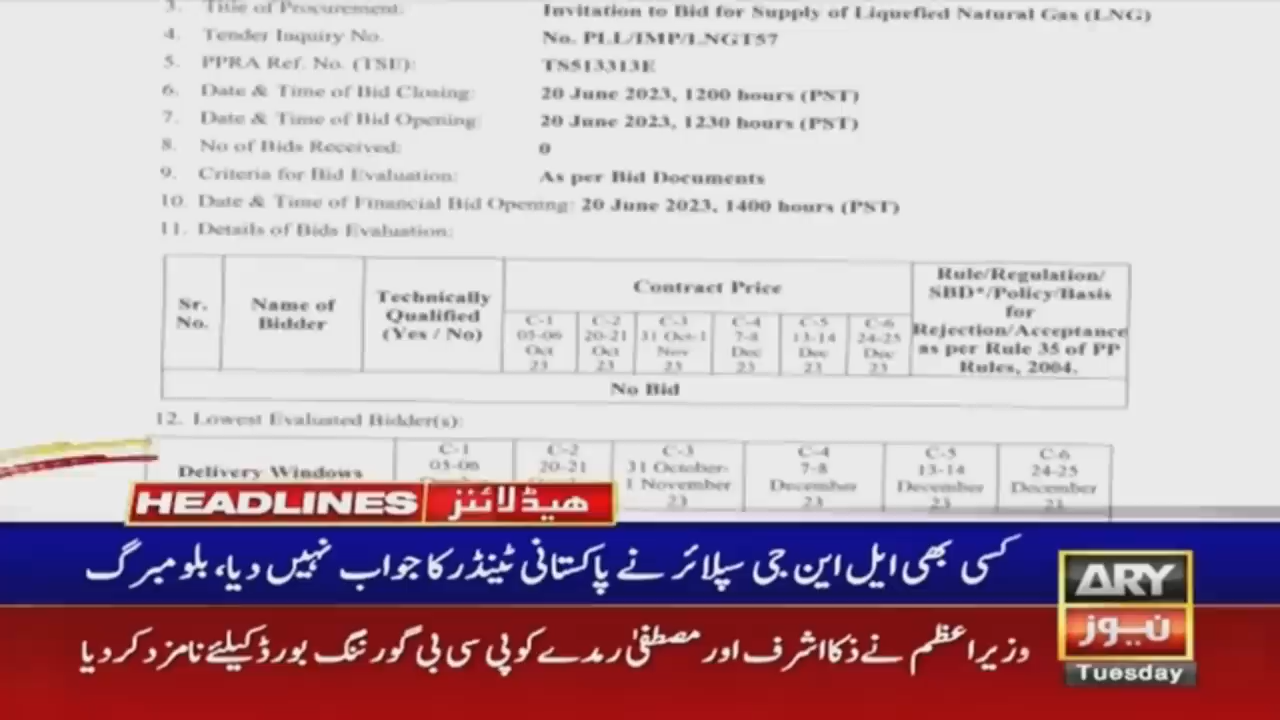 3. Title of Procurement: Invitation to Bid for Supply of Liquefied Natural Gas (LNG)
4. Tender Inquiry No. No. PLL/IMP/LNGT57
5. PPRA Ref. No. (TSE): TS513313E
6. Date & Time of Bid Closing: 20 June 2023, 1200 hours (PST)
7. Date & Time of Bid Opening: 20 June 2023, 1230 hours (PST)
8. No of Bids Received: 0
9. Criteria for Bid Evaluation: As per Bid Documents
10. Date & Time of Financial Bid Opening: 20 June 2023, 1400 hours (PST)
11. Details of Bids Evaluation:
Sr. No.
Name of Bidder
Technically Qualified (Yes / No)
Contract Price
C-1 05-06 Oct 23
C-2 20-21 Oct 23
C-3 31 Oct-1 Nov 23
C-4 7-8 Dec 23
C-5 13-14 Dec 23
C-6 24-25 Dec 23
Rule/Regulation/
SBD*/Policy/Basis
for
Rejection/Acceptance
as per Rule 35 of PP
Rules, 2004.
No Bid
12. Lowest Evaluated Bidder(s):
Delivery Windows
C-1 05-06
C-2 20-21
C-3 31 October-1 November 23
C-4 7-8 December 23
C-5 13-14 December 23
C-6 24-25 December 23
HEADLINES ہیڈلائنز
کسی بھی ایل این جی سپلائر نے پاکستانی ٹینڈر کا جواب نہیں دیا، بلومبرگ
وزیراعظم نے ذکا اشرف اور مصطفیٰ رمدے کو پی سی بی گورننگ بورڈ کیلئے نامزد کر دیا
ARY
نیوز
Tuesday